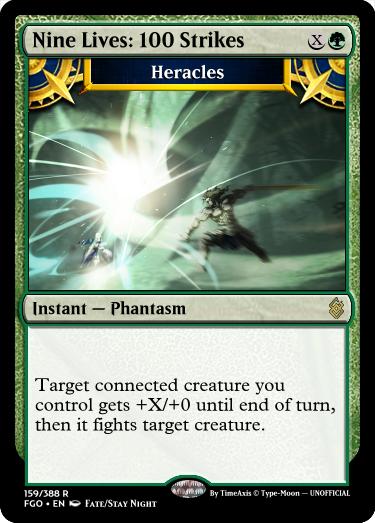 Nine Lives: 100 Strikes X
Heracles
Instant — Phantasm
Target connected creature you
control gets +X/+0 until end of turn,
then it fights target creature.
159/388 R
FGO • EN Fate/Stay Night
By TimeAxis © Type-Moon — UNOFFICIAL